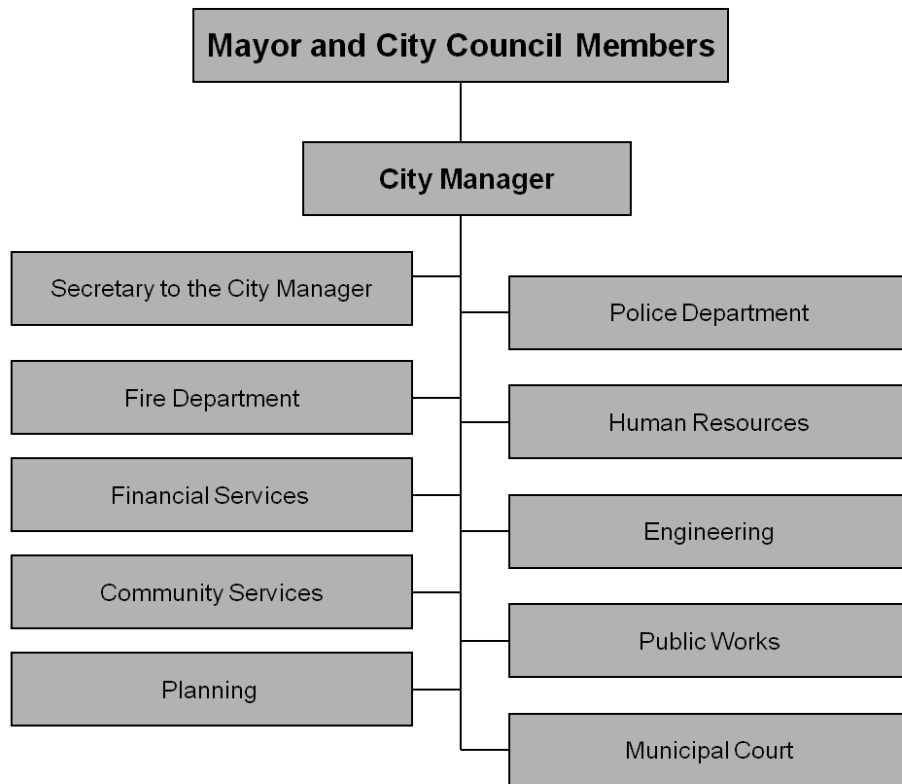 Mayor and City Council Members
City Manager
Secretary to the City Manager
Police Department
Fire Department
Human Resources
Financial Services
Engineering
Community Services
Public Works
Planning
Municipal Court